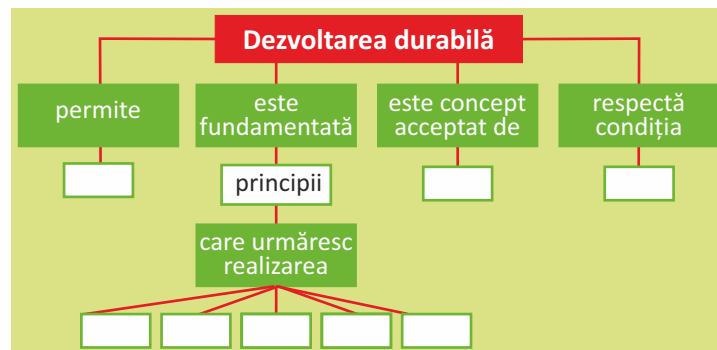 Dezvoltarea durabilă
permite
este
fundamentată
este concept
acceptat de
respectă
condiția
principii
care urmăresc
realizarea